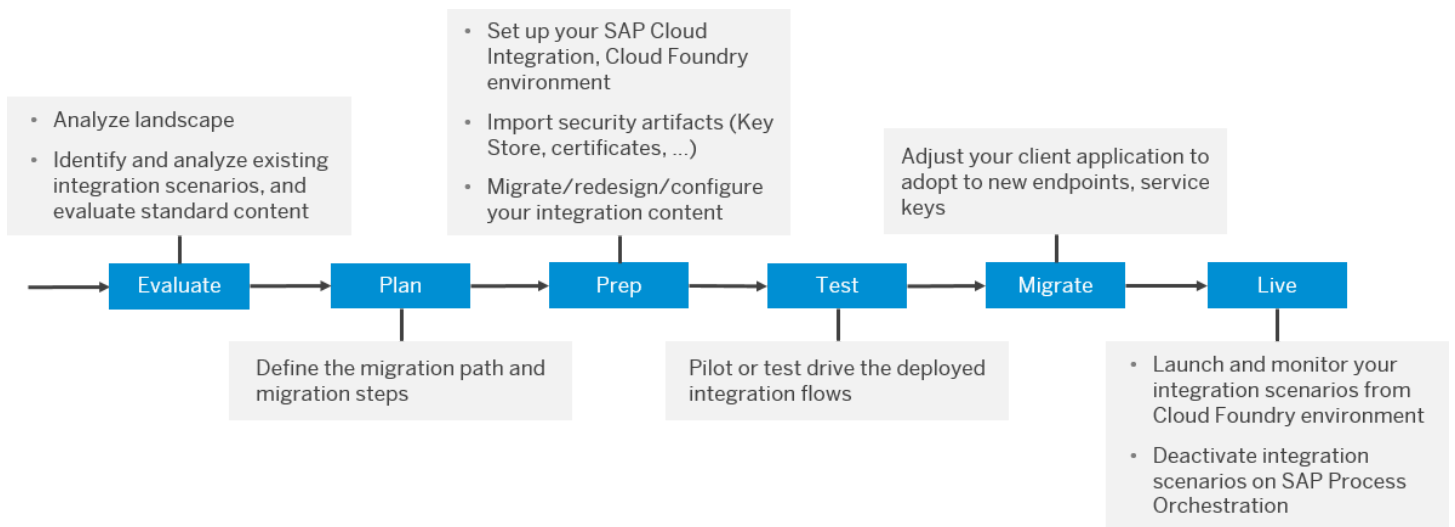 • Analyze landscape
• Identify and analyze existing
integration scenarios, and
evaluate standard content
Evaluate
Plan
Define the migration path and
migration steps
• Set up your SAP Cloud
Integration, Cloud Foundry
environment
• Import security artifacts (Key
Store, certificates, ...)
• Migrate/redesign/configure
your integration content
Prep
Test
Pilot or test drive the deployed
integration flows
Adjust your client application to
adopt to new endpoints, service
keys
Migrate
Live
• Launch and monitor your
integration scenarios from
Cloud Foundry environment
• Deactivate integration
scenarios on SAP Process
Orchestration